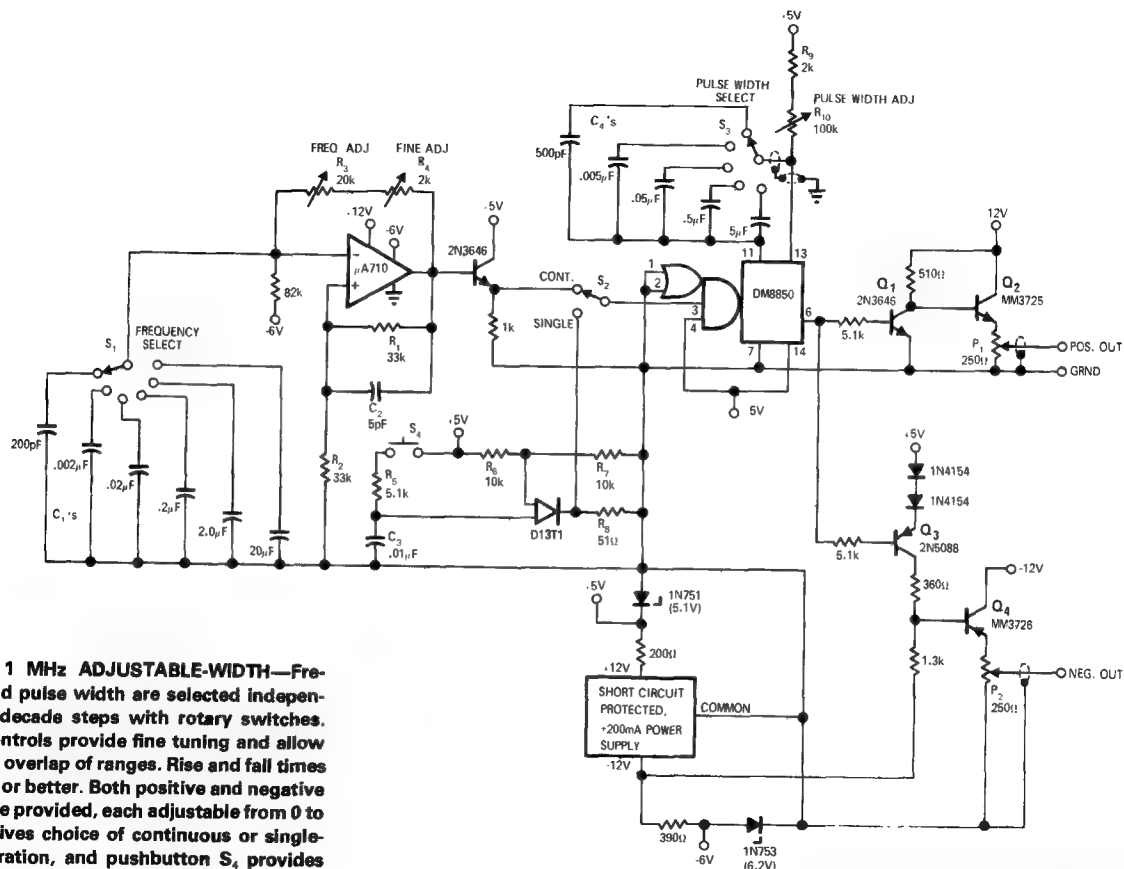 +5V
R9
2k
PULSE WIDTH
SELECT
PULSE WIDTH ADJ
R10
100k
C4's
S3
500pF
.005μF
.05μF
.5μF
5μF
FREQ ADJ
R3
20k
FINE ADJ
R4
2k
+12V
-6V
μA710
82k
-6V
2N3646
.5V
1k
CONT.
S2
SINGLE
1
2
3
4
11
13
DM8850
6
7
14
5V
5.1k
510Ω
Q1
2N3646
12V
Q2
MM3725
P1
250Ω
POS. OUT
GRND
FREQUENCY
SELECT
S1
200pF
.002μF
.02μF
.2μF
2.0μF
20μF
C1's
R1
33k
C2
5pF
R2
33k
S4
+5V
R5
5.1k
R6
10k
R7
10k
D13T1
R8
51Ω
C3
.01μF
+5V
1N4154
1N4154
Q3
2N5088
5.1k
360Ω
-12V
Q4
MM3726
1.3k
P2
250Ω
NEG. OUT
.5V
1N751
(5.1V)
200Ω
+12V
SHORT CIRCUIT
PROTECTED,
+200mA POWER
SUPPLY
COMMON
-12V
390Ω
-6V
1N753
(6.2V)
1 MHz ADJUSTABLE-WIDTH—Fre-
d pulse width are selected indepen-
decade steps with rotary switches.
ntrols provide fine tuning and allow
overlap of ranges. Rise and fall times
or better. Both positive and negative
e provided, each adjustable from 0 to
ives choice of continuous or single-
ration, and pushbutton S4 provides